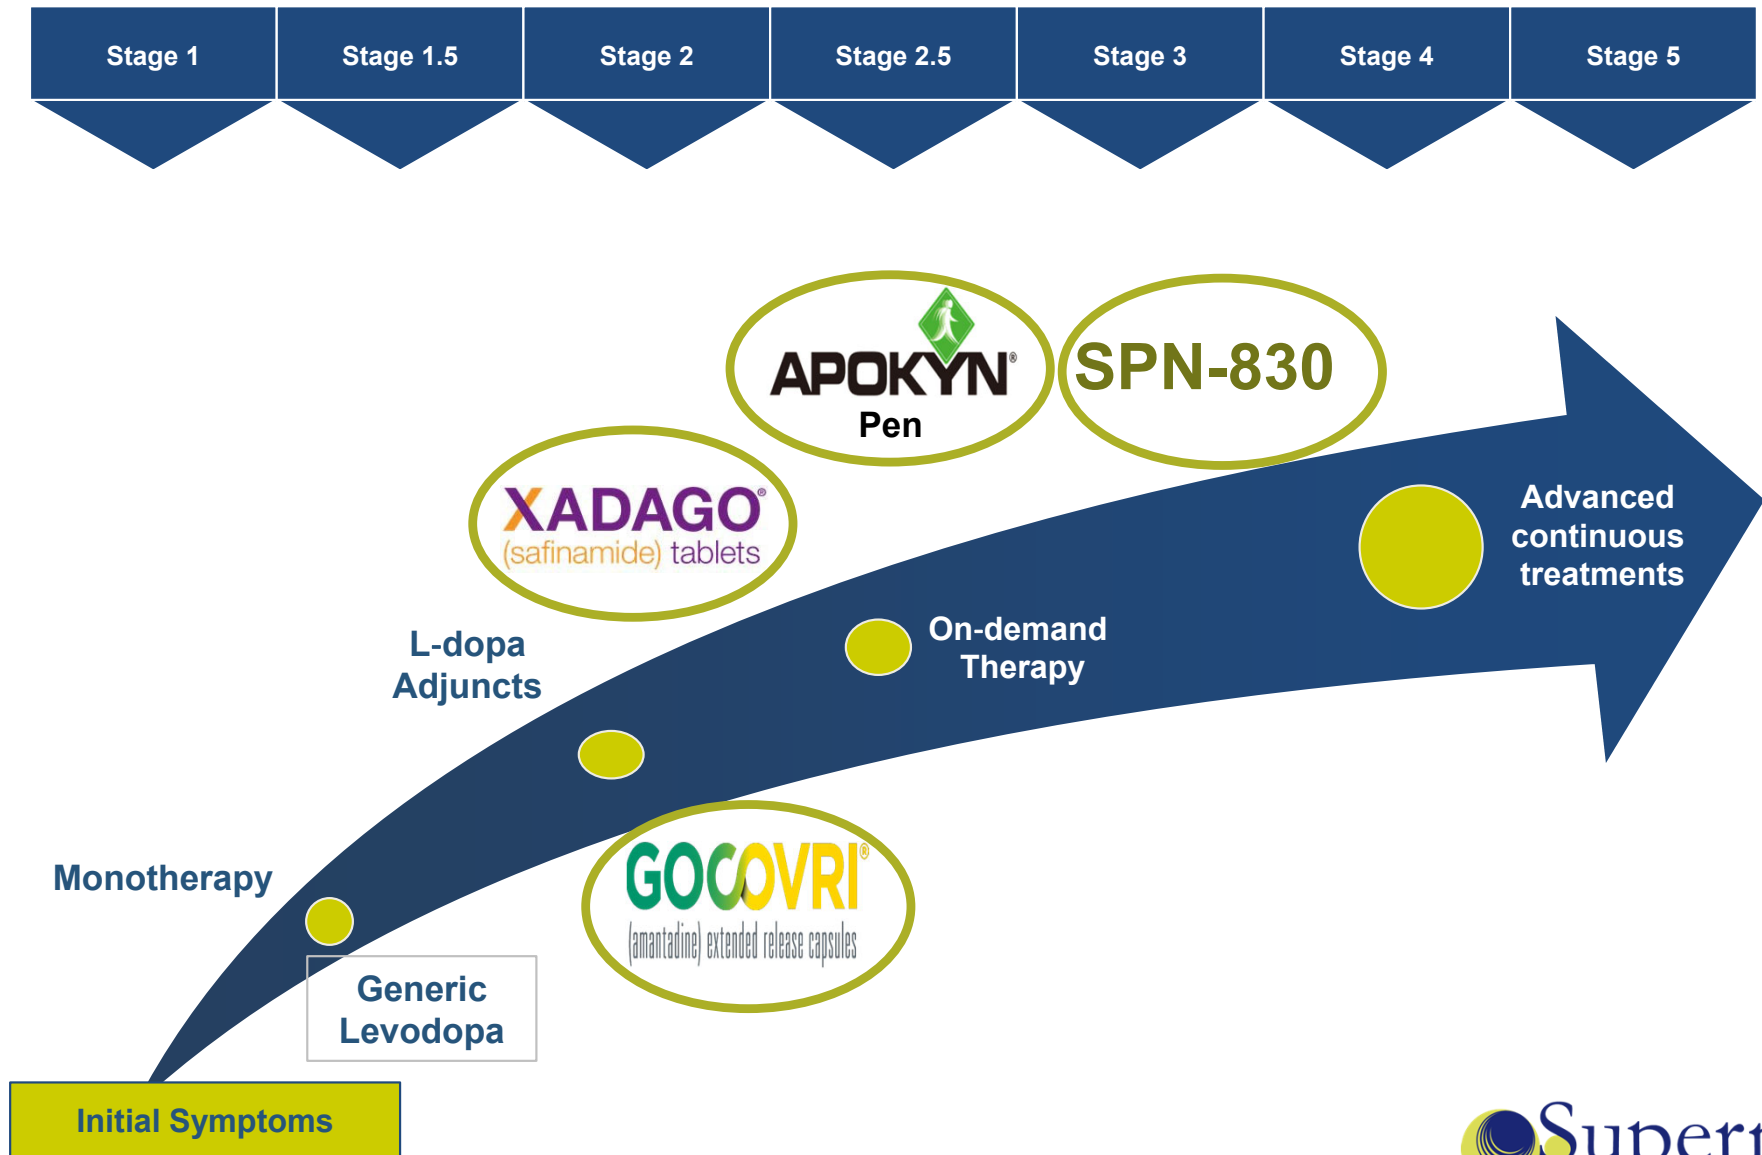 Stage 1
Stage 1.5
Stage 2
Stage 2.5
Stage 3
Stage 4
Stage 5
APOKYN®
Pen
SPN-830
XADAGO®
(safinamide) tablets
Advanced
continuous
treatments
L-dopa
Adjuncts
On-demand
Therapy
GOCOVRI®
(amantadine) extended release capsules
Monotherapy
Generic
Levodopa
Initial Symptoms